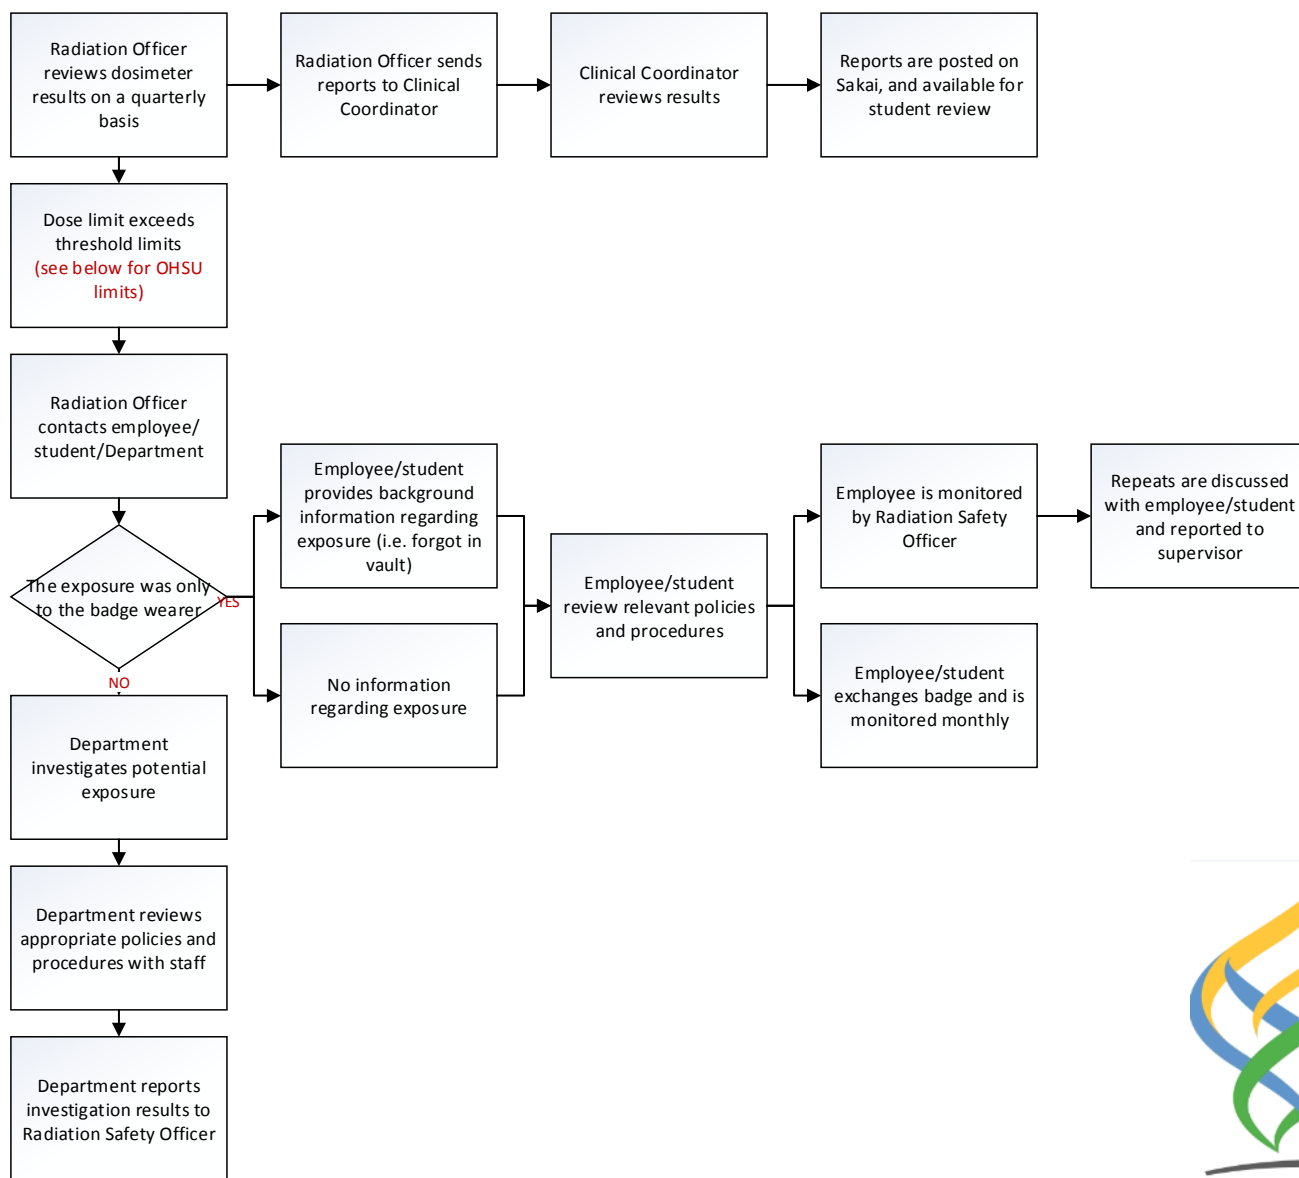 Radiation Officer
reviews dosimeter
results on a quarterly
basis
Radiation Officer sends
reports to Clinical
Coordinator
Clinical Coordinator
reviews results
Reports are posted on
Sakai, and available for
student review
Dose limit exceeds
threshold limits
(see below for OHSU
limits)
Radiation Officer
contacts employee/
student/Department
The exposure was only
to the badge wearer
YES
NO
Employee/student
provides background
information regarding
exposure (i.e. forgot in
vault)
No information
regarding exposure
Employee/student
review relevant policies
and procedures
Employee is monitored
by Radiation Safety
Officer
Repeats are discussed
with employee/student
and reported to
supervisor
Employee/student
exchanges badge and is
monitored monthly
Department
investigates potential
exposure
Department reviews
appropriate policies and
procedures with staff
Department reports
investigation results to
Radiation Safety Officer